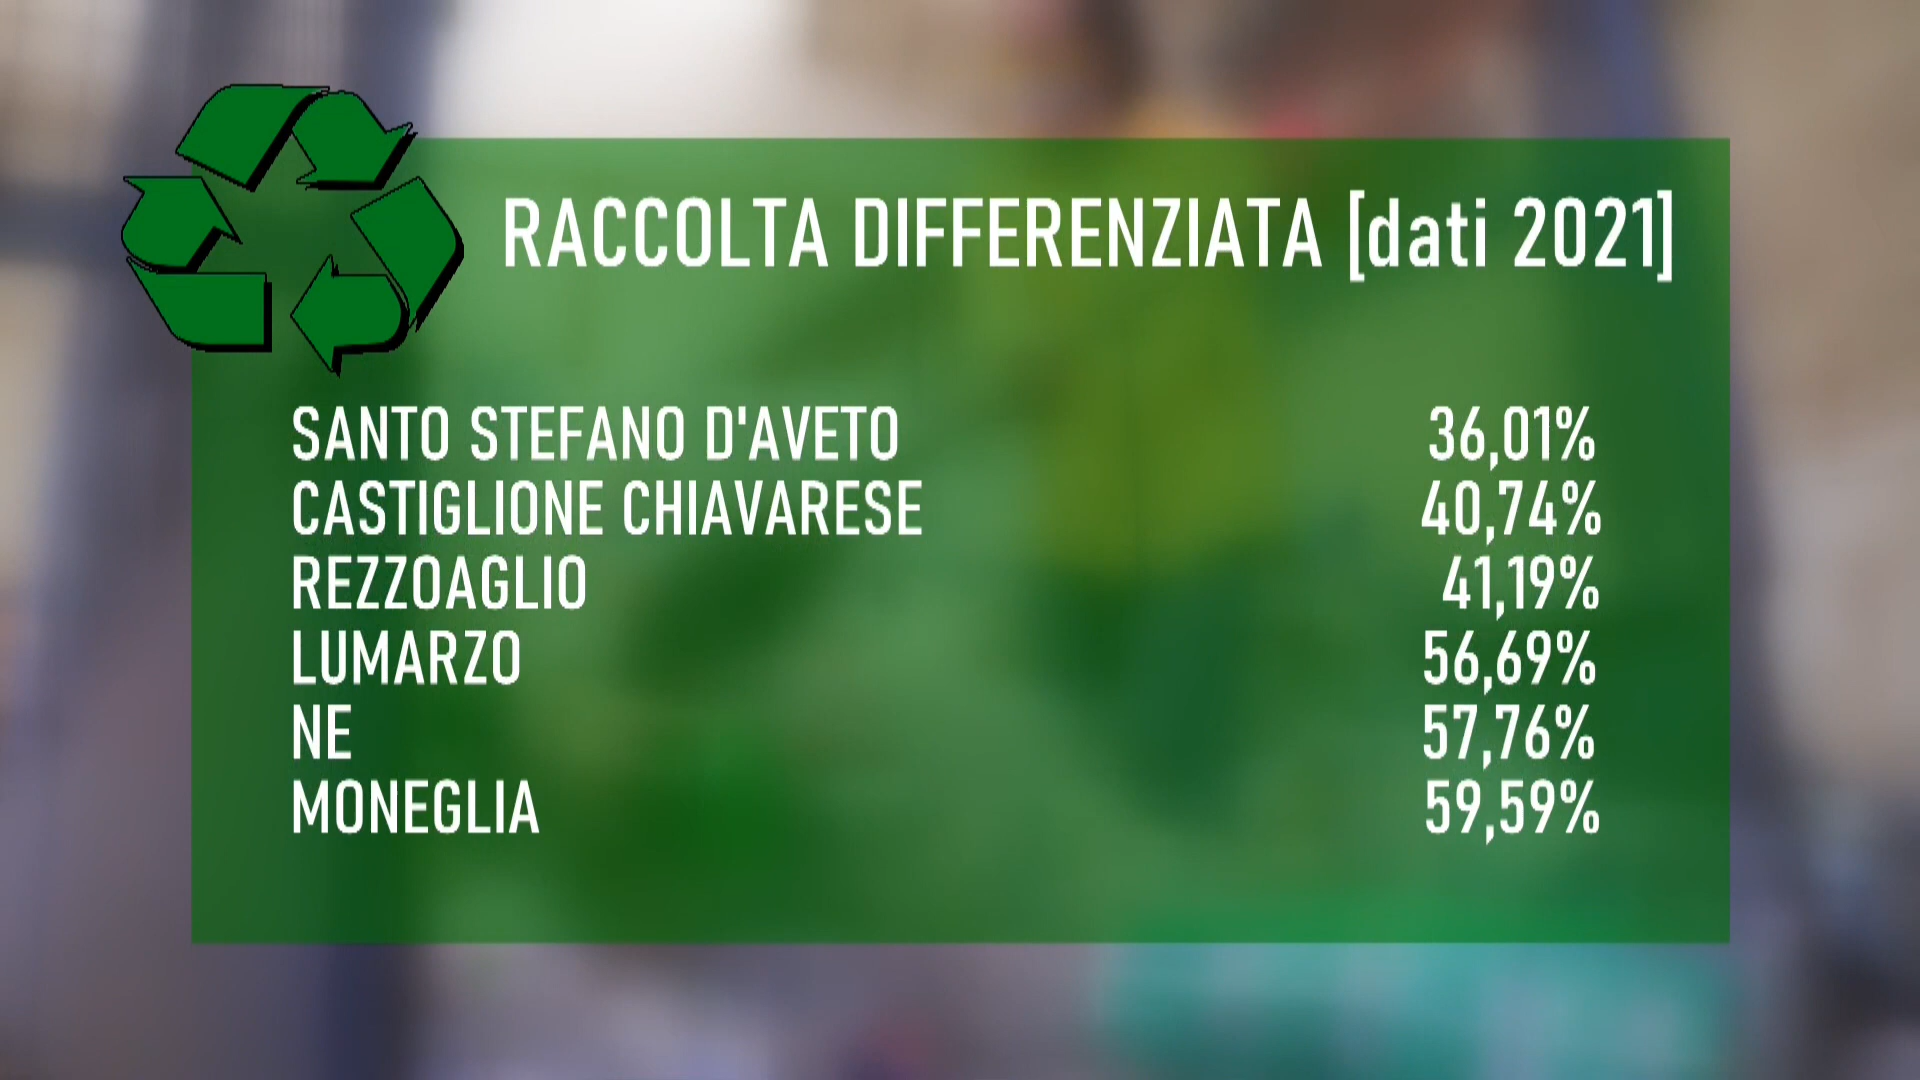 RACCOLTA DIFFERENZIATA [dati 2021]
SANTO STEFANO D'AVETO 36,01%
CASTIGLIONE CHIAVARESE 40,74%
REZZOAGLIO 41,19%
LUMARZO 56,69%
NE 57,76%
MONEGLIA 59,59%